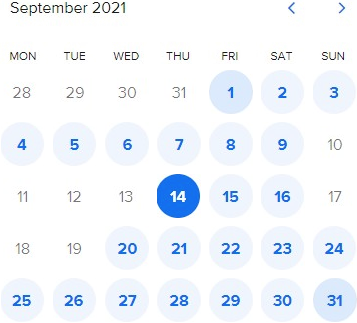 September 2021
MON TUE WED THU FRI SAT SUN
28 29 30 31 1 2 3
4 5 6 7 8 9 10
11 12 13 14 15 16 17
18 19 20 21 22 23 24
25 26 27 28 29 30 31